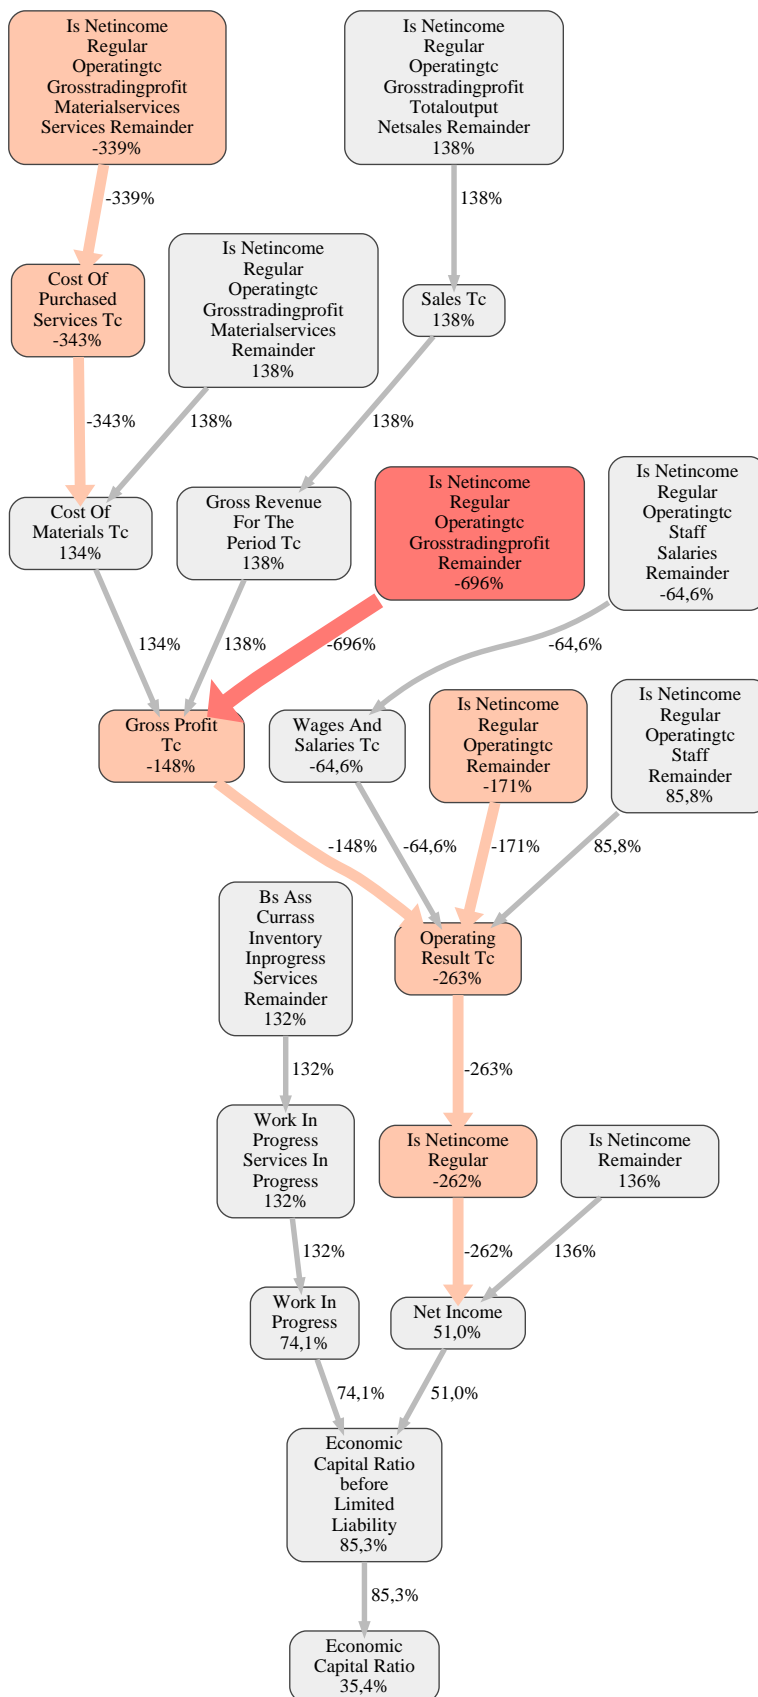 Is Netincome
Regular
Operatingtc
Grosstradingprofit
Materialservices
Services Remainder
-339%
Is Netincome
Regular
Operatingtc
Grosstradingprofit
Totaloutput
Netsales Remainder
138%
-339%
138%
Cost Of
Purchased
Services Tc
-343%
Is Netincome
Regular
Operatingtc
Grosstradingprofit
Materialservices
Remainder
138%
Sales Tc
138%
-343%
138%
138%
Cost Of
Materials Tc
134%
Gross Revenue
For The
Period Tc
138%
Is Netincome
Regular
Operatingtc
Grosstradingprofit
Remainder
-696%
Is Netincome
Regular
Operatingtc
Staff
Salaries
Remainder
-64,6%
134%
138%
-696%
-64,6%
Gross Profit
Tc
-148%
Wages And
Salaries Tc
-64,6%
Is Netincome
Regular
Operatingtc
Remainder
-171%
Is Netincome
Regular
Operatingtc
Staff
Remainder
85,8%
-148%
-64,6%
-171%
85,8%
Bs Ass
Currass
Inventory
Inprogress
Services
Remainder
132%
Operating
Result Tc
-263%
132%
-263%
Work In
Progress
Services In
Progress
132%
Is Netincome
Regular
-262%
Is Netincome
Remainder
136%
132%
-262%
136%
Work In
Progress
74,1%
Net Income
51,0%
74,1%
51,0%
Economic
Capital Ratio
before
Limited
Liability
85,3%
85,3%
Economic
Capital Ratio
35,4%